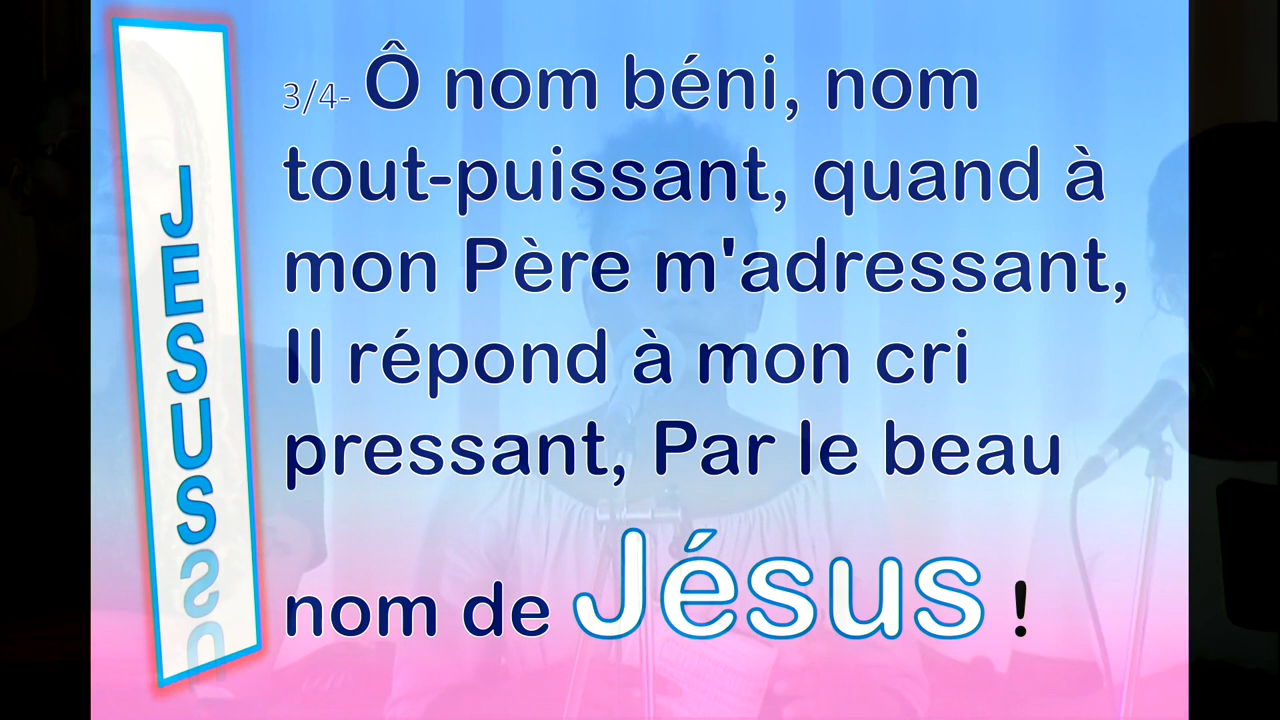 JESUS
3/4- Ô nom béni, nom
tout-puissant, quand à
mon Père m'adressant,
Il répond à mon cri
pressant, Par le beau
nom de Jésus !